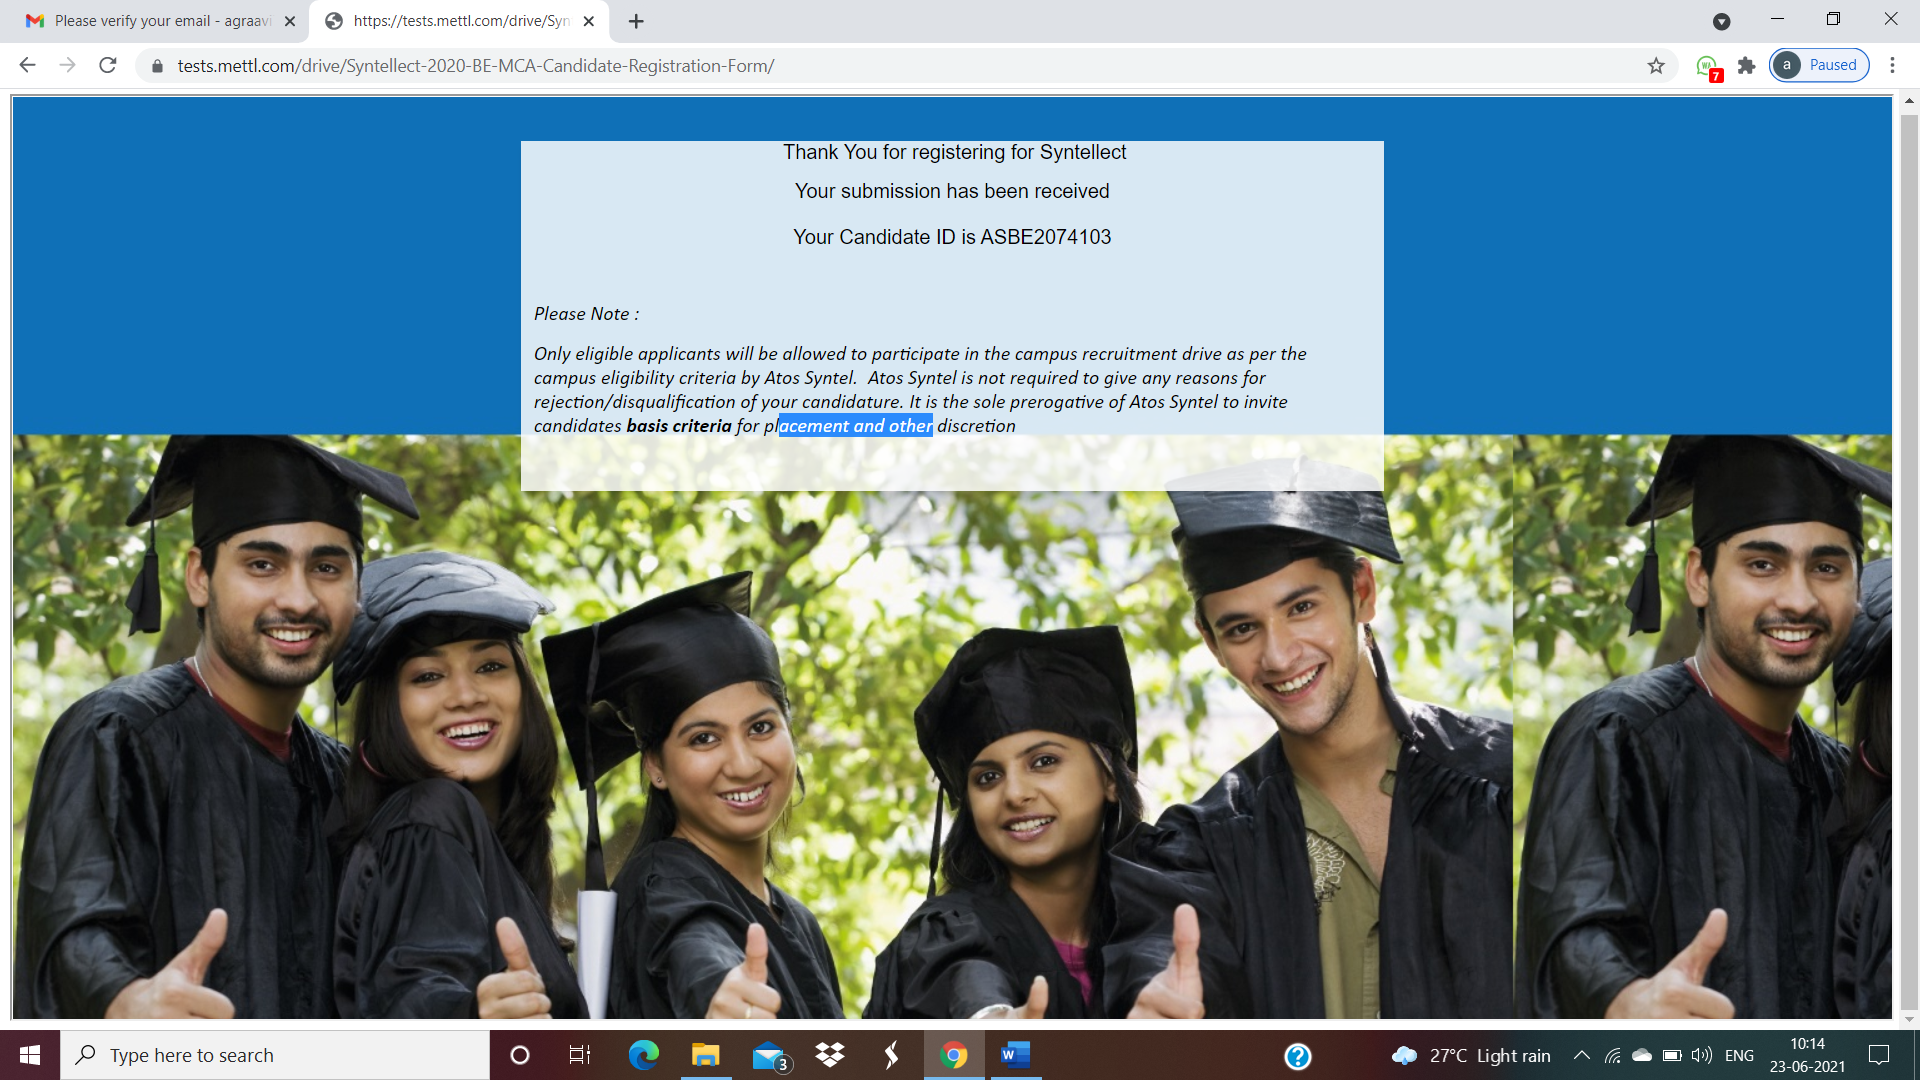 Please verify your email - agraavi
https://tests.mettl.com/drive/Syn
tests.mettl.com/drive/Syntellect-2020-BE-MCA-Candidate-Registration-Form/
7
a Paused
Thank You for registering for Syntellect
Your submission has been received
Your Candidate ID is ASBE2074103
Please Note :
Only eligible applicants will be allowed to participate in the campus recruitment drive as per the
campus eligibility criteria by Atos Syntel.  Atos Syntel is not required to give any reasons for
rejection/disqualification of your candidature. It is the sole prerogative of Atos Syntel to invite
candidates basis criteria for placement and other discretion
Type here to search
3
W
?
27°C Light rain
ENG
10:14
23-06-2021